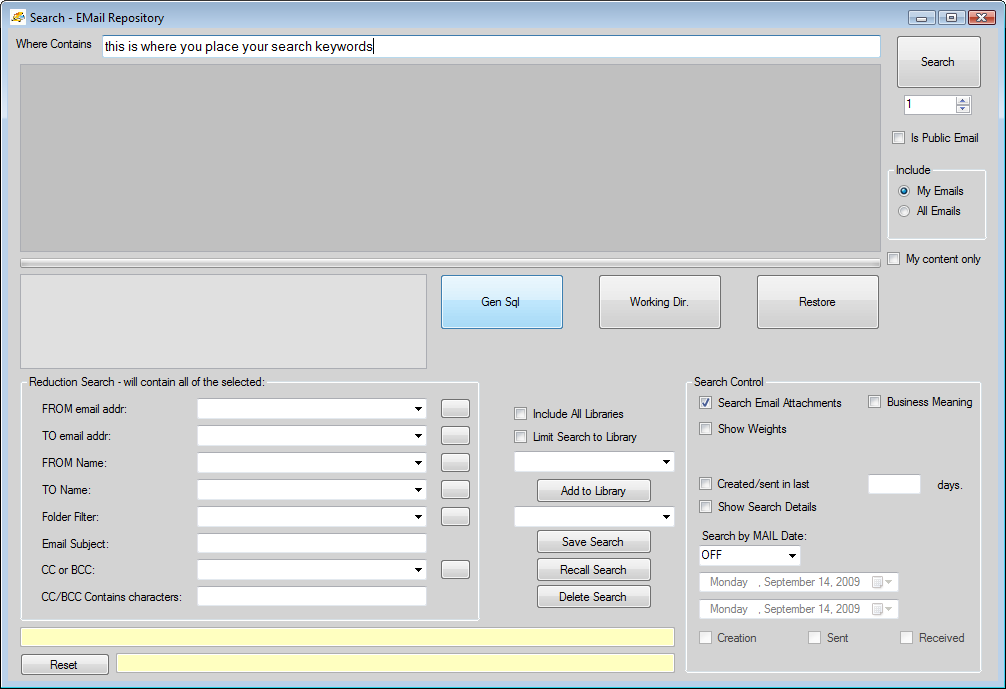 Search - EMail Repository
Where Contains this is where you place your search keywords
Search
1
Is Public Email
Include
My Emails
All Emails
My content only
Gen Sql Working Dir. Restore
Reduction Search - will contain all of the selected:
FROM email addr:
TO email addr:
FROM Name:
TO Name:
Folder Filter:
Email Subject:
CC or BCC:
CC/BCC Contains characters:
Include All Libraries
Limit Search to Library
Add to Library
Save Search
Recall Search
Delete Search
Search Control
Search Email Attachments Business Meaning
Show Weights
Created/sent in last days.
Show Search Details
Search by MAIL Date:
OFF
Monday , September 14, 2009
Monday , September 14, 2009
Creation Sent Received
Reset